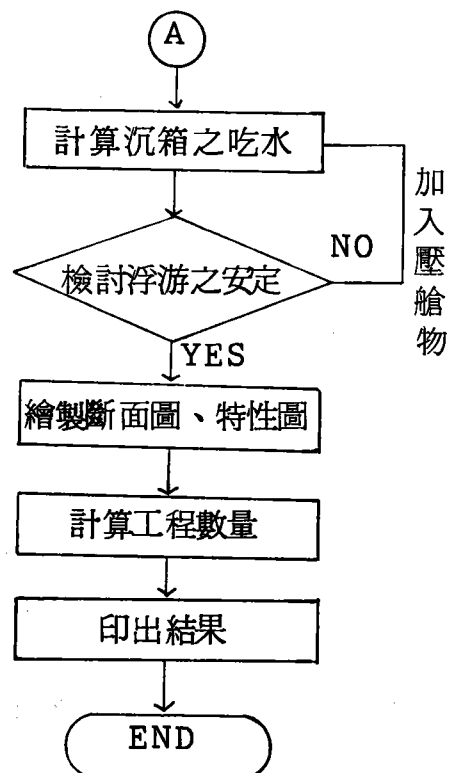 A
計算沉箱之吃水
加入壓艙物
NO
檢討浮游之安定
YES
繪製斷面圖、特性圖
計算工程數量
印出結果
END